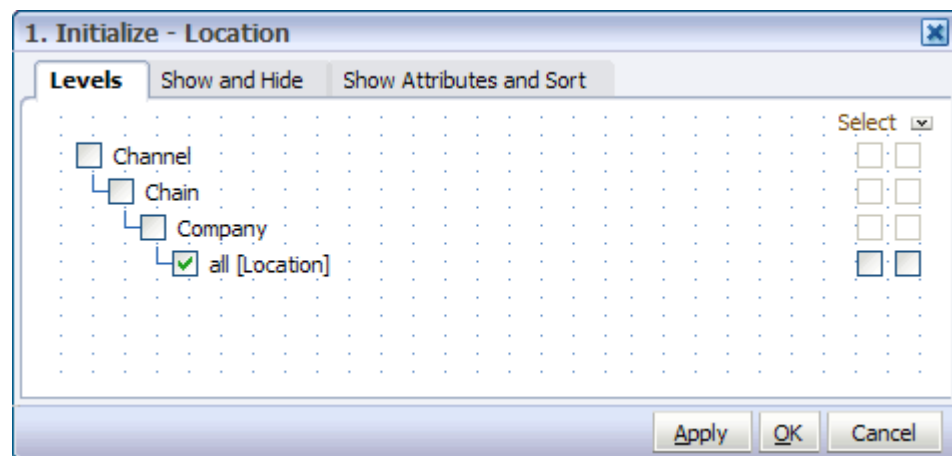 1. Initialize - Location
Levels Show and Hide Show Attributes and Sort
Select
Channel
Chain
Company
all [Location]
Apply OK Cancel